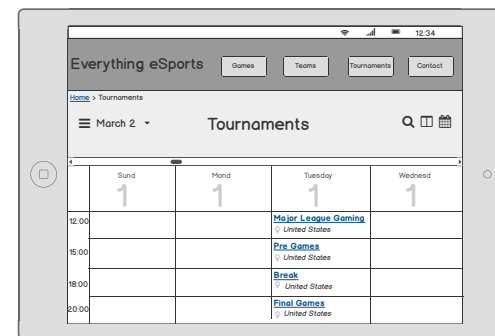 12:34
Everything eSports Games Teams Tournaments Contact
Home > Tournaments
March 2 Tournaments
Sund Mond Tuesday Wednesd
1 1 1 1
12:00 Major League Gaming
United States
15:00 Pre Games
United States
18:00 Break
United States
20:00 Final Games
United States